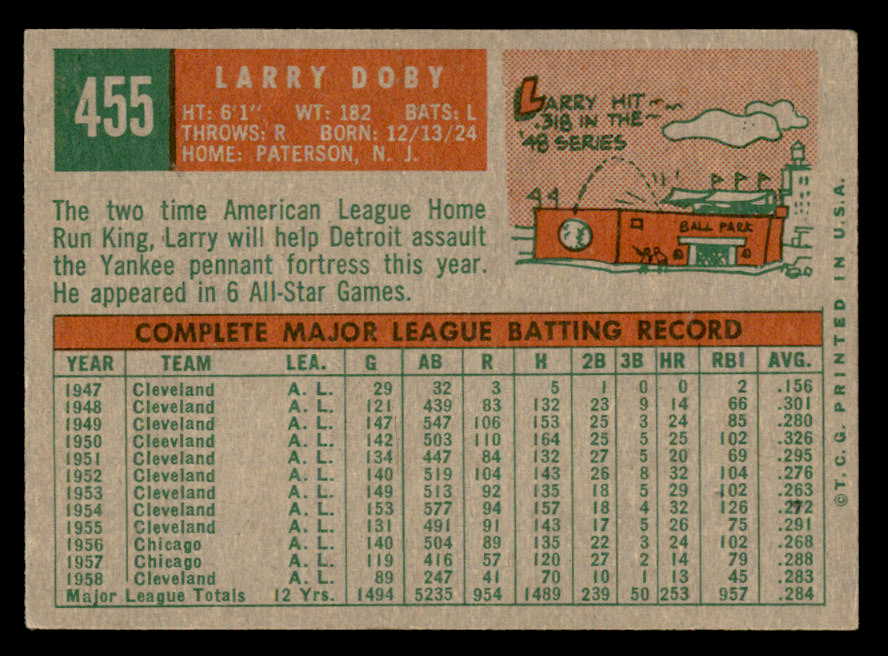 455
LARRY DOBY
HT: 6'1" WT: 182 BATS: L
THROWS: R BORN: 12/13/24
HOME: PATERSON, N. J.
LARRY HIT
.318 IN THE
'48 SERIES
44
BALL PARK
The two time American League Home
Run King, Larry will help Detroit assault
the Yankee pennant fortress this year.
He appeared in 6 All-Star Games.
COMPLETE MAJOR LEAGUE BATTING RECORD
YEAR TEAM LEA. G AB R H 2B 3B HR RBI AVG.
1947 Cleveland A. L. 29 32 3 5 1 0 0 2 .156
1948 Cleveland A. L. 121 439 83 132 23 9 14 66 .301
1949 Cleveland A. L. 147 547 106 153 25 3 24 85 .280
1950 Cleveland A. L. 142 503 110 164 25 5 25 102 .326
1951 Cleveland A. L. 134 447 84 132 27 5 20 69 .295
1952 Cleveland A. L. 140 519 104 143 26 8 32 104 .276
1953 Cleveland A. L. 149 513 92 135 18 5 29 102 .263
1954 Cleveland A. L. 153 577 94 157 18 4 32 126 .272
1955 Cleveland A. L. 131 491 91 143 17 5 26 75 .291
1956 Chicago A. L. 140 504 89 135 22 3 24 102 .268
1957 Chicago A. L. 119 416 57 120 27 2 14 79 .288
1958 Cleveland A. L. 89 247 41 70 10 1 13 45 .283
Major League Totals 12 Yrs. 1494 5235 954 1489 239 50 253 957 .284
© T. C. G. PRINTED IN U.S.A.